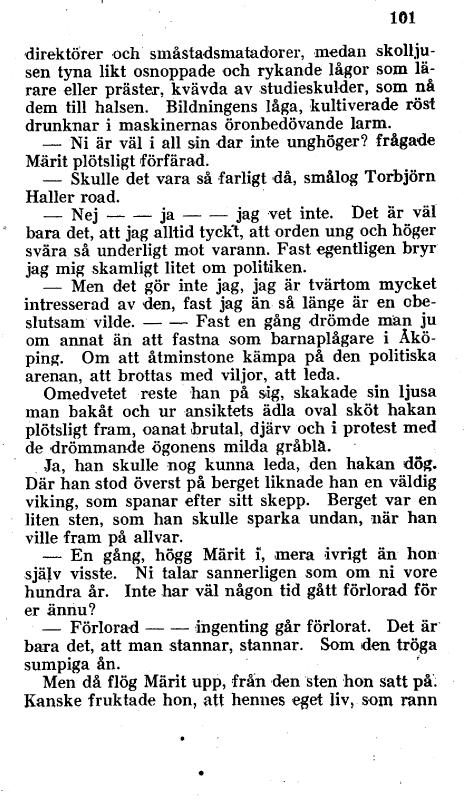 101
direktörer och småstadsmatadorer, medan skollju-
sen tyna likt osnoppade och rykande lågor som lä-
rare eller präster, kvävda av studieskulder, som nå
dem till halsen. Bildningens låga, kultiverade röst
drunknar i maskinernas öronbedövande larm.
— Ni är väl i all sin dar inte unghöger? frågade
Märit plötsligt förfärad.
— Skulle det vara så farligt då, smålog Torbjörn
Haller road.
— Nej — — ja — — jag vet inte. Det är väl
bara det, att jag alltid tyckt, att orden ung och höger
svära så underligt mot varann. Fast egentligen bryr
jag mig skamligt litet om politiken.
— Men det gör inte jag, jag är tvärtom mycket
intresserad av den, fast jag än så länge är en obe-
slutsam vilde. — — Fast en gång drömde man ju
om annat än att fastna som barnaplågare i Åkö-
ping. Om att åtminstone kämpa på den politiska
arenan, att brottas med viljor, att leda.
Omedvetet reste han på sig, skakade sin ljusa
man bakåt och ur ansiktets ädla oval sköt hakan
plötsligt fram, oanat brutal, djärv och i protest med
de drömmande ögonens milda gråblå.
Ja, han skulle nog kunna leda, den hakan dög.
Där han stod överst på berget liknade han en väldig
viking, som spanar efter sitt skepp. Berget var en
liten sten, som han skulle sparka undan, när han
ville fram på allvar.
— En gång, högg Märit i, mera ivrigt än hon
själv visste. Ni talar sannerligen som om ni vore
hundra år. Inte har väl någon tid gått förlorad för
er ännu?
— Förlorad — — ingenting går förlorat. Det är
bara det, att man stannar, stannar. Som den tröga
sumpiga ån.
Men då flög Märit upp, från den sten hon satt på.
Kanske fruktade hon, att hennes eget liv, som rann